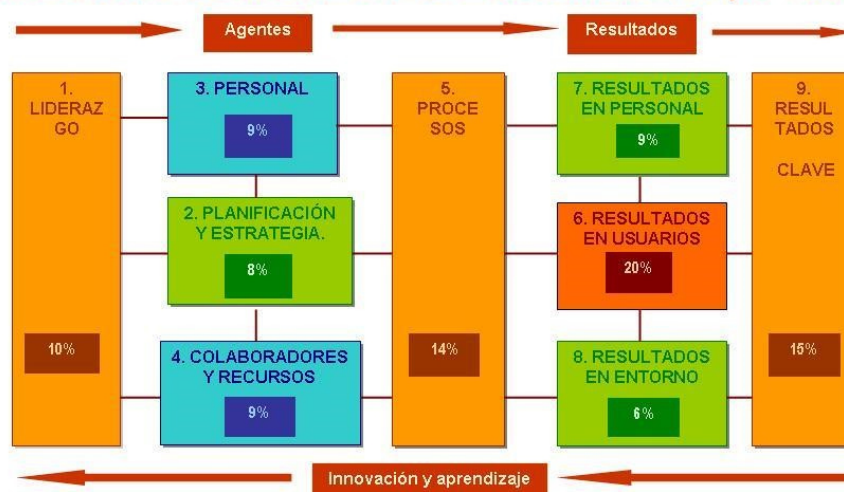 Agentes
Resultados
1.
LIDERAZ
GO
10%
3. PERSONAL
9%
2. PLANIFICACIÓN
Y ESTRATEGIA.
8%
4. COLABORADORES
Y RECURSOS
9%
5.
PROCE
SOS
14%
7. RESULTADOS
EN PERSONAL
9%
6. RESULTADOS
EN USUARIOS
20%
8. RESULTADOS
EN ENTORNO
6%
9.
RESUL
TADOS
CLAVE
15%
Innovación y aprendizaje